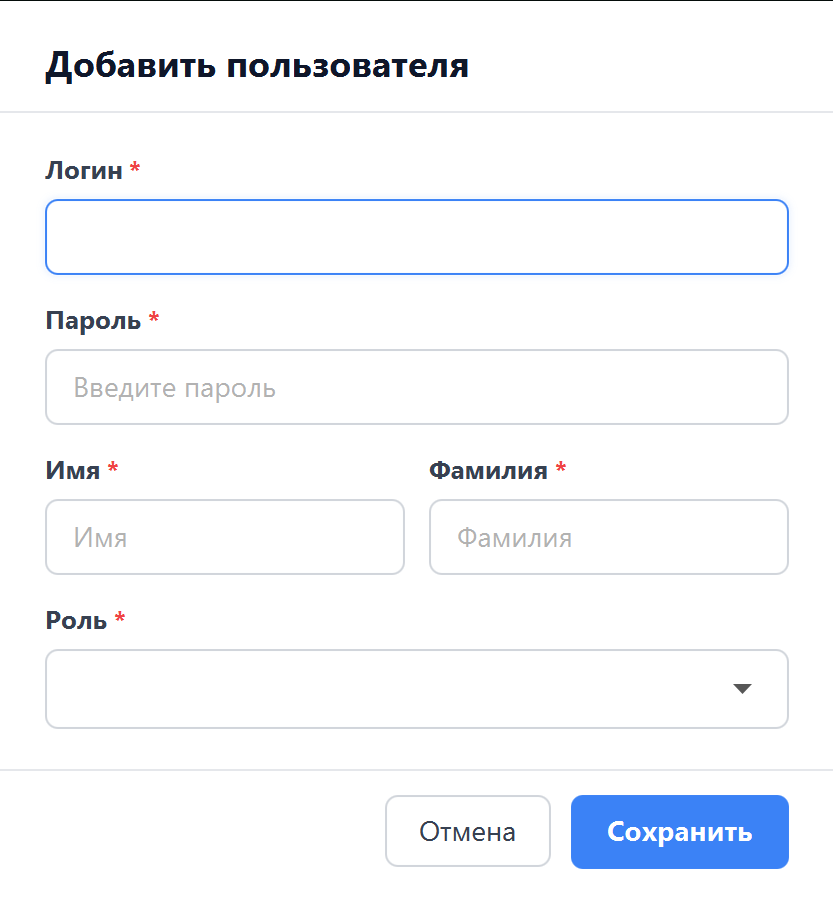 Добавить пользователя
Логин *
Пароль *
Введите пароль
Имя * Фамилия *
Имя Фамилия
Роль *
Отмена Сохранить